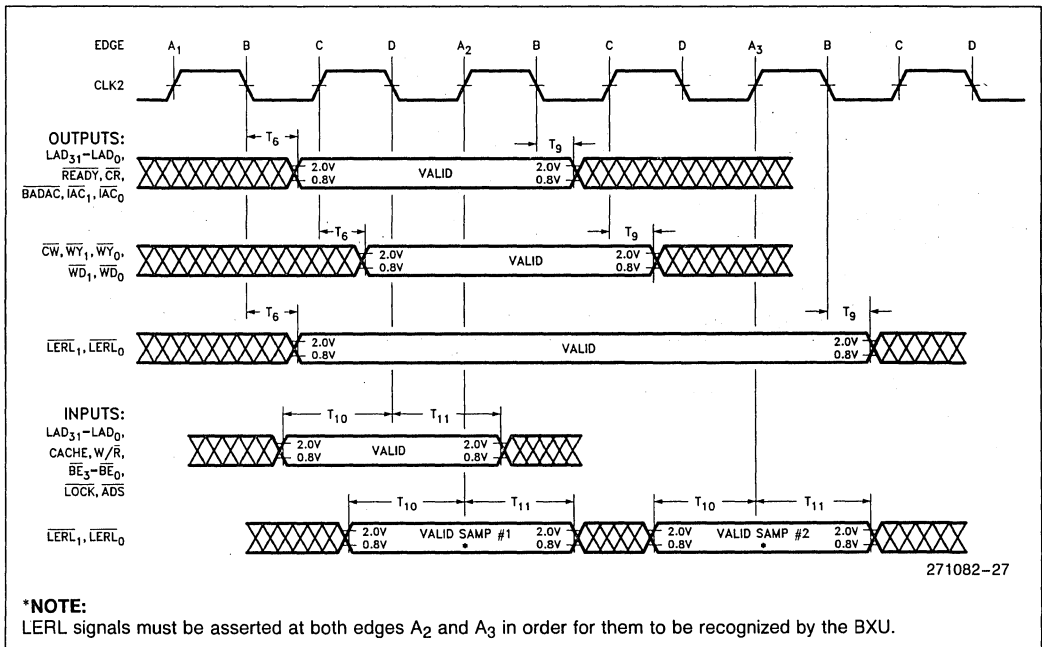 EDGE A1 B C D A2 B C D A3 B C D
CLK2
OUTPUTS:
LAD31–LAD0,
READY, CR,
BADAC, IAC1, IAC0
T6
T9
2.0V
0.8V
VALID
2.0V
0.8V
CW, WY1, WY0,
WD1, WD0
T6
T9
2.0V
0.8V
VALID
2.0V
0.8V
LERL1, LERL0
T6
T9
2.0V
0.8V
VALID
2.0V
0.8V
INPUTS:
LAD31–LAD0,
CACHE, W/R,
BE3–BE0,
LOCK, ADS
T10
T11
2.0V
0.8V
VALID
2.0V
0.8V
LERL1, LERL0
T10
T11
T10
T11
2.0V
0.8V
VALID SAMP #1
*
2.0V
0.8V
2.0V
0.8V
VALID SAMP #2
*
2.0V
0.8V
271082–27
*NOTE:
LERL signals must be asserted at both edges A2 and A3 in order for them to be recognized by the BXU.